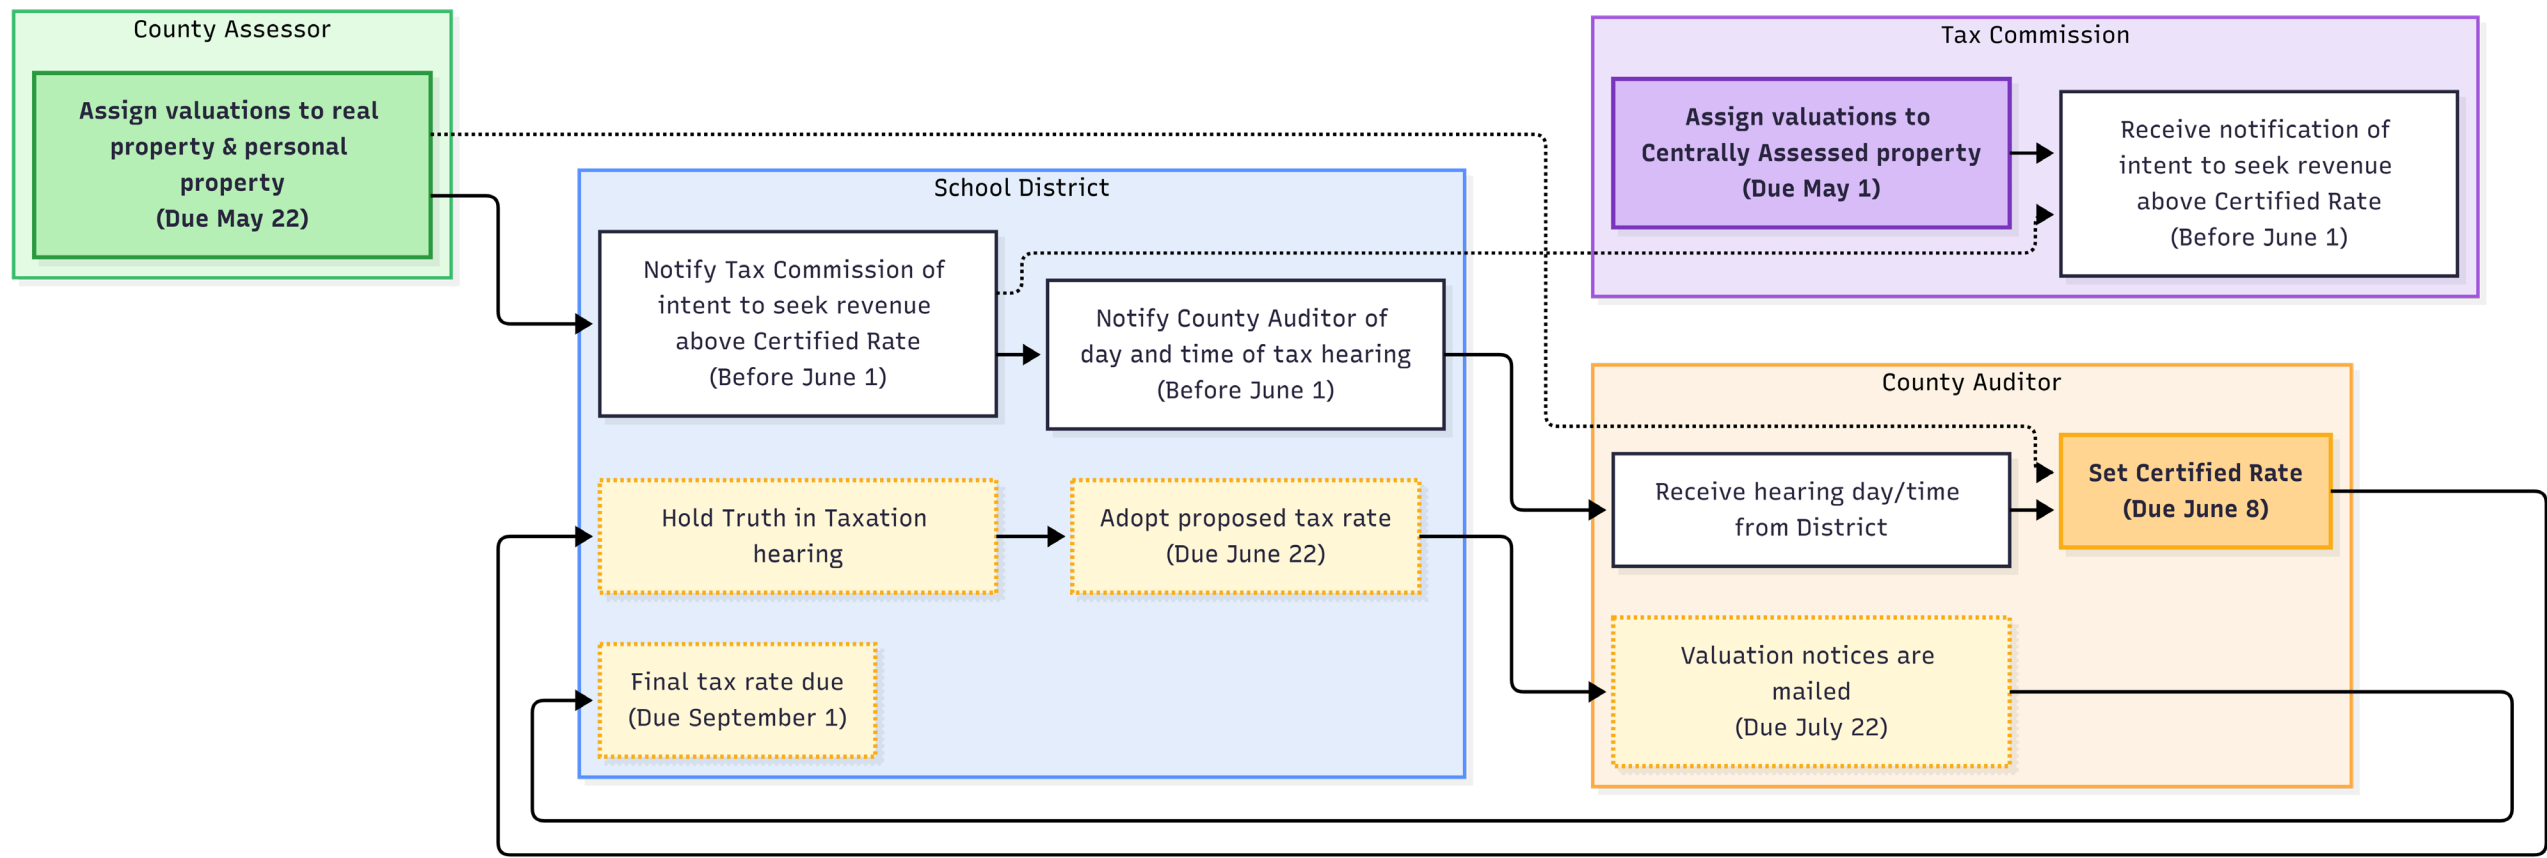 County Assessor
Assign valuations to real
property & personal
property
(Due May 22)
School District
Notify Tax Commission of
intent to seek revenue
above Certified Rate
(Before June 1)
Notify County Auditor of
day and time of tax hearing
(Before June 1)
Hold Truth in Taxation
hearing
Adopt proposed tax rate
(Due June 22)
Final tax rate due
(Due September 1)
Tax Commission
Assign valuations to
Centrally Assessed property
(Due May 1)
Receive notification of
intent to seek revenue
above Certified Rate
(Before June 1)
County Auditor
Receive hearing day/time
from District
Set Certified Rate
(Due June 8)
Valuation notices are
mailed
(Due July 22)